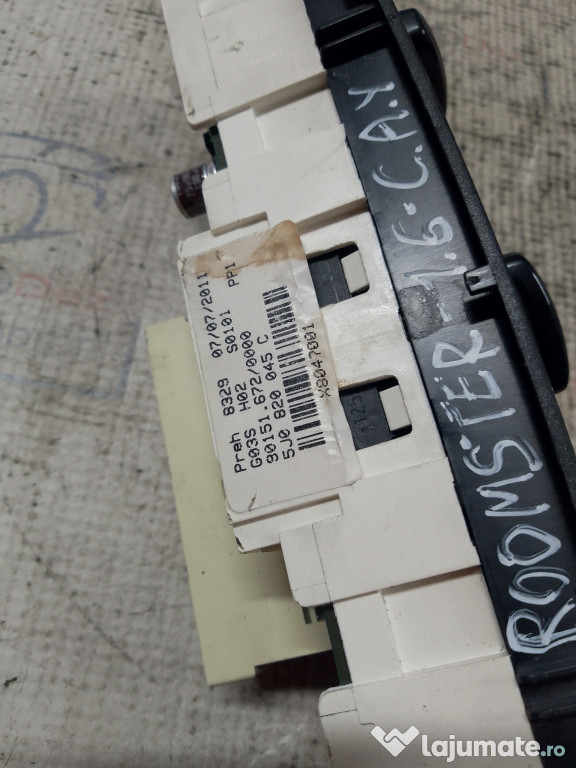 Preh 8329 07/07/2011
G03S H02 S0101 PP1
90151.672/0000
5J0 820 045 C
X8047001
6125
ROOMSTER-1.6-C.A.Y
lajumate.ro